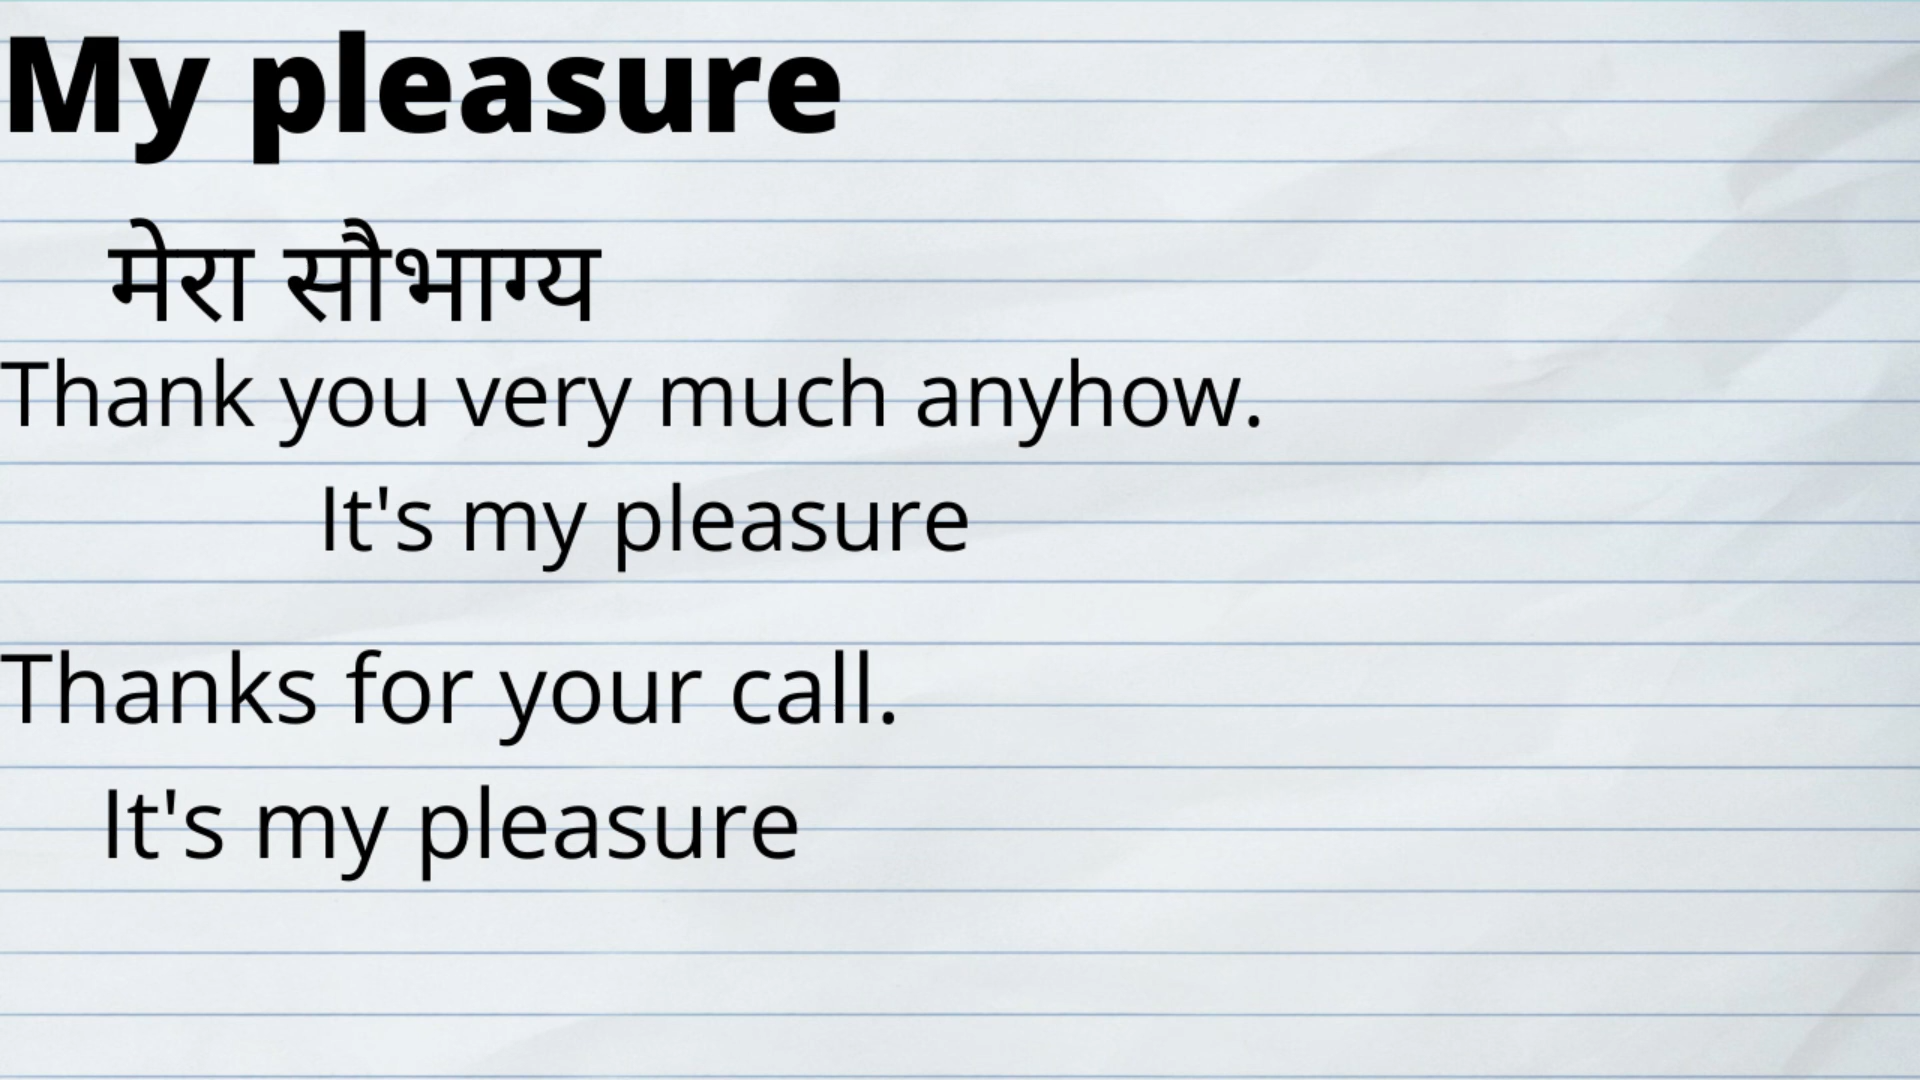 My pleasure
मेरा सौभाग्य
Thank you very much anyhow.
It's my pleasure
Thanks for your call.
It's my pleasure